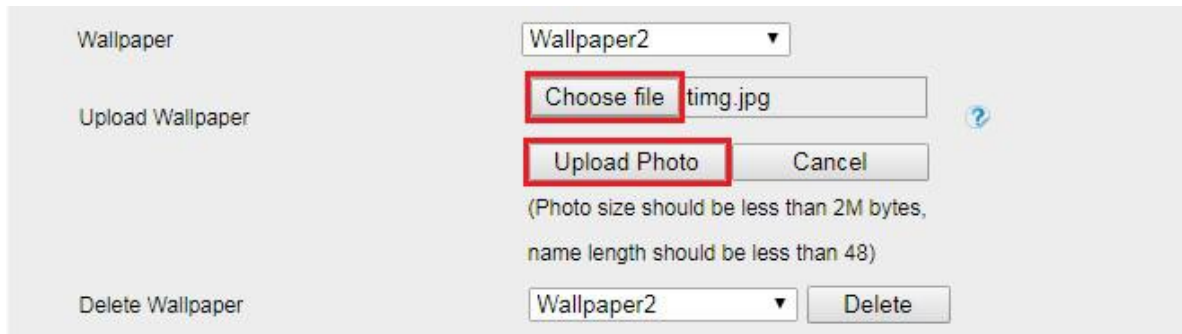 Wallpaper Wallpaper2
Choose file timg.jpg
Upload Wallpaper
Upload Photo Cancel
(Photo size should be less than 2M bytes,
name length should be less than 48)
Delete Wallpaper Wallpaper2 Delete